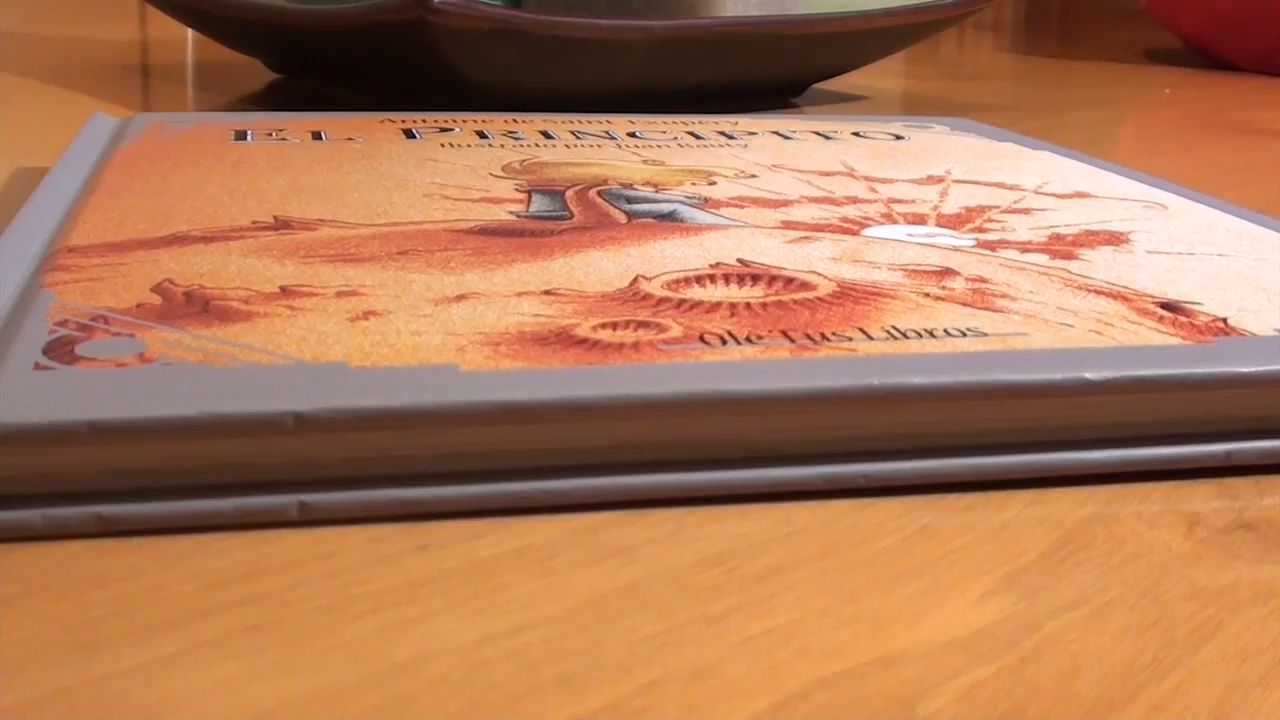 Antoine de Saint-Exupéry
EL PRINCIPITO
Ilustrado por Juan Bauty
Olé Tus Libros